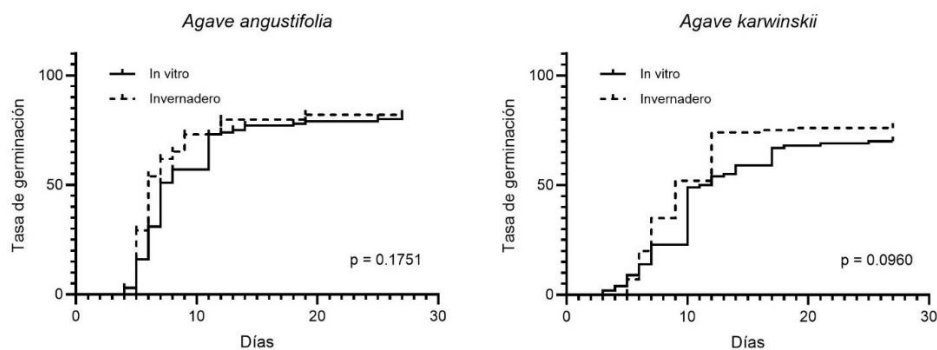 Agave angustifolia
100
In vitro
Invernadero
50
Tasa de germinación
p = 0.1751
0
0
10
20
30
Días
Agave karwinskii
100
In vitro
Invernadero
50
Tasa de germinación
p = 0.0960
0
0
10
20
30
Días